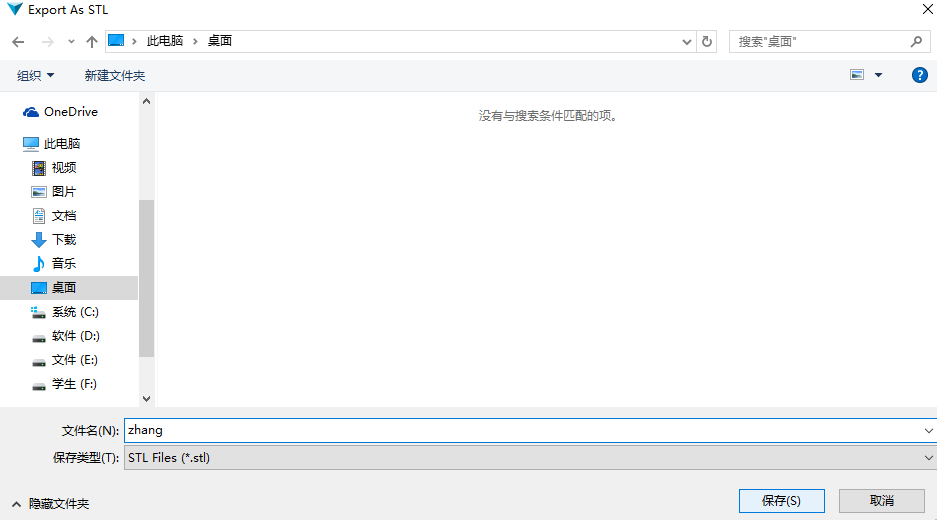 Export As STL
此电脑 桌面
搜索"桌面"
组织 新建文件夹
?
OneDrive
没有与搜索条件匹配的项。
此电脑
视频
图片
文档
下载
音乐
桌面
系统 (C:)
软件 (D:)
文件 (E:)
学生 (F:)
文件名(N): zhang
保存类型(T): STL Files (*.stl)
隐藏文件夹 保存(S) 取消